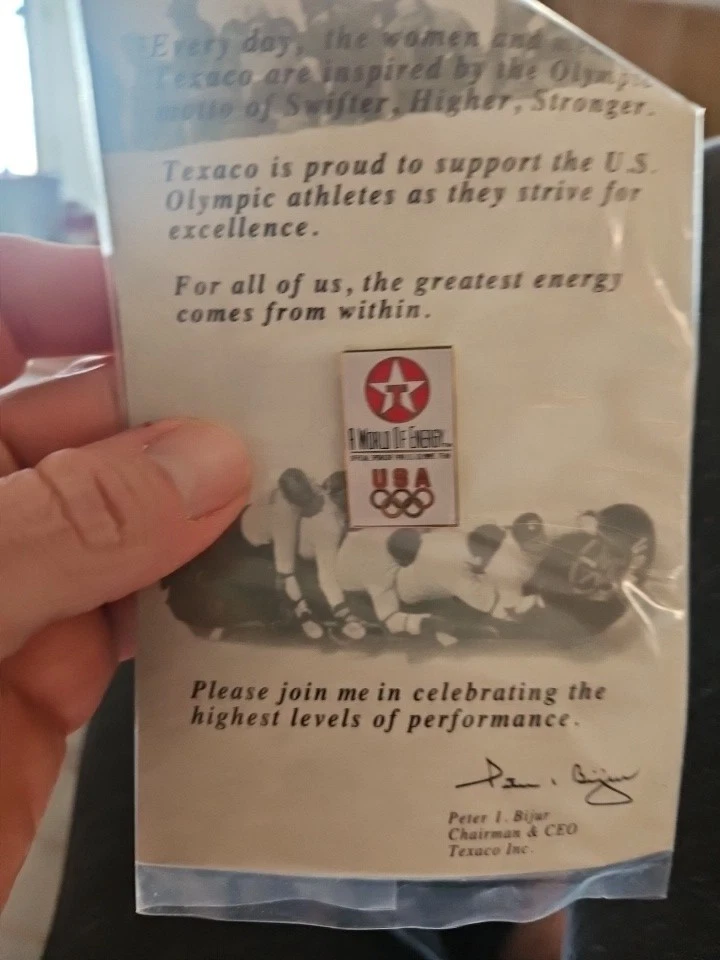 Every day, the women and
Texaco are inspired by the Olympic
motto of Swifter, Higher, Stronger.
Texaco is proud to support the U.S.
Olympic athletes as they strive for
excellence.
For all of us, the greatest energy
comes from within.
T
A WORLD OF ENERGY...
USA
Please join me in celebrating the
highest levels of performance.
Peter I. Bijur
Peter I. Bijur
Chairman & CEO
Texaco Inc.